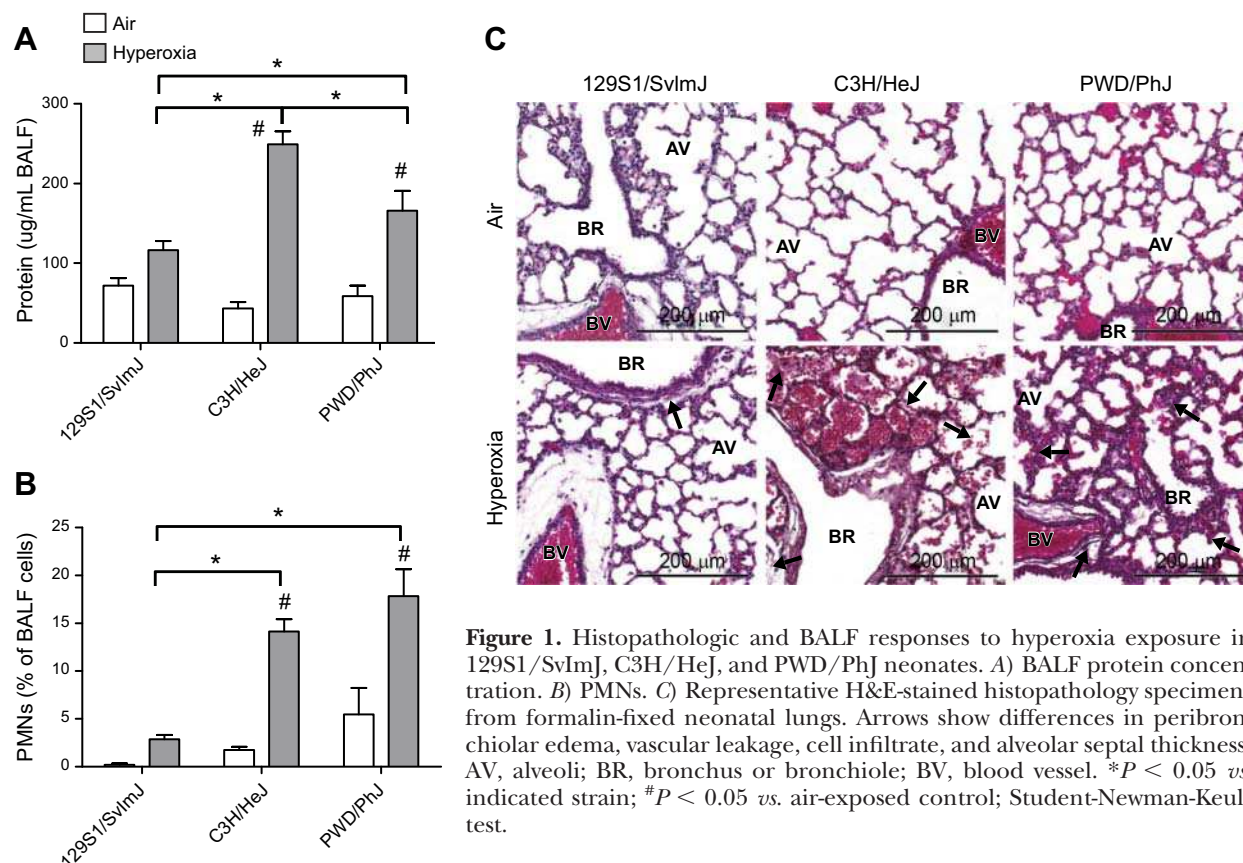 A
Air
Hyperoxia
*
*
*
#
#
300
200
100
0
Protein (ug/mL BALF)
129S1/SvlmJ
C3H/HeJ
PWD/PhJ
B
*
*
#
#
25
20
15
10
5
0
PMNs (% of BALF cells)
129S1/SvlmJ
C3H/HeJ
PWD/PhJ
C
129S1/SvlmJ
C3H/HeJ
PWD/PhJ
Air
AV
BR
BV
200 µm
AV
BV
BR
200 µm
AV
BR
200 µm
Hyperoxia
BR
AV
BV
200 µm
AV
BR
200 µm
AV
BR
BV
200 µm
Figure 1. Histopathologic and BALF responses to hyperoxia exposure in
129S1/SvImJ, C3H/HeJ, and PWD/PhJ neonates. A) BALF protein concen
tration. B) PMNs. C) Representative H&E-stained histopathology specimen
from formalin-fixed neonatal lungs. Arrows show differences in peribron
chiolar edema, vascular leakage, cell infiltrate, and alveolar septal thickness
AV, alveoli; BR, bronchus or bronchiole; BV, blood vessel. *P < 0.05 vs
indicated strain; #P < 0.05 vs. air-exposed control; Student-Newman-Keul
test.